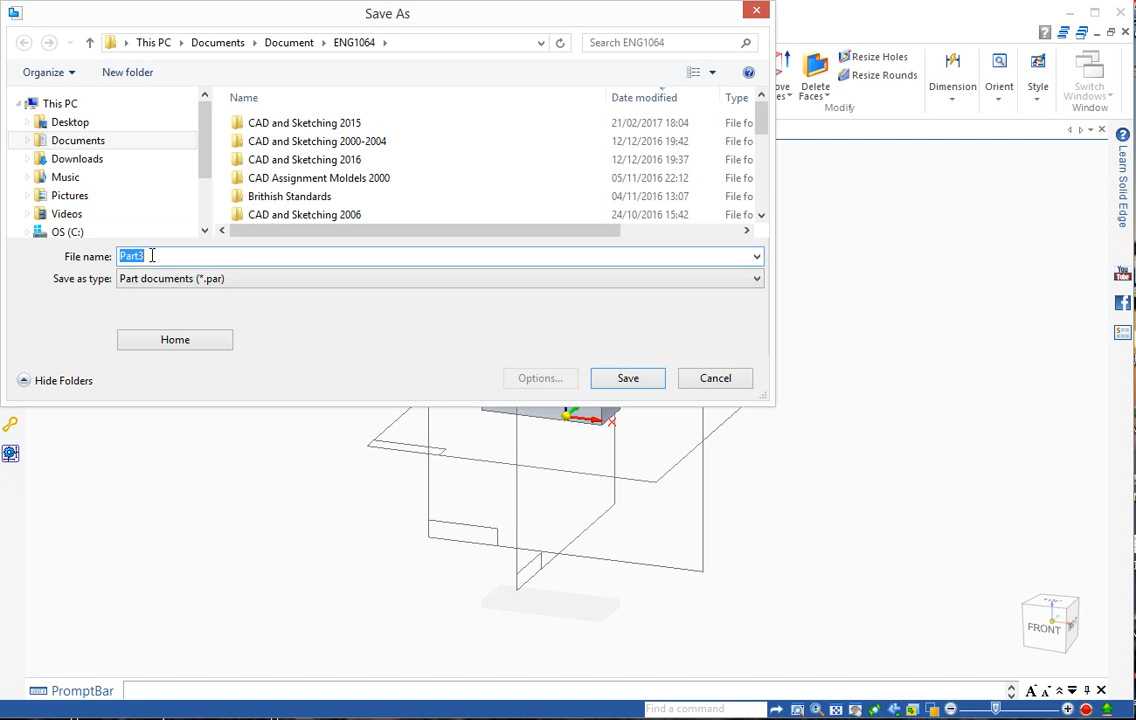 Save As
This PC
Documents
Document
ENG1064
Search ENG1064
Organize
New folder
This PC
Desktop
Documents
Downloads
Music
Pictures
Videos
OS (C:)
Name
Date modified
Type
CAD and Sketching 2015
21/02/2017 18:04
File fo
CAD and Sketching 2000-2004
12/12/2016 19:42
File fo
CAD and Sketching 2016
12/12/2016 19:37
File fo
CAD Assignment Moldels 2000
05/11/2016 22:12
File fo
Brithish Standards
04/11/2016 13:07
File fo
CAD and Sketching 2006
24/10/2016 15:42
File fo
File name:
Part3
Save as type:
Part documents (*.par)
Home
Hide Folders
Options...
Save
Cancel
Resize Holes
Resize Rounds
Delete
Faces
Modify
Dimension
Orient
Style
Switch
Windows
Window
Learn Solid Edge
You
Tube
FRONT
PromptBar
Find a command